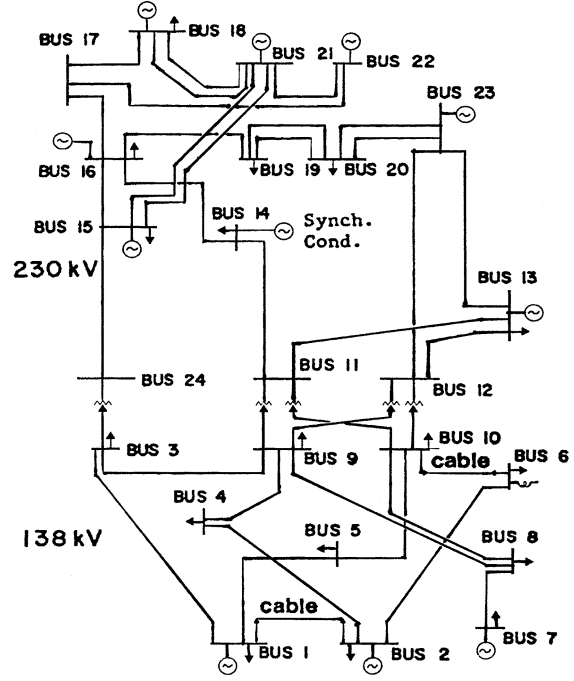 BUS 18
BUS 17
BUS 21
BUS 22
BUS 23
BUS 16
BUS 19
BUS 20
BUS 15
BUS 14
Synch.
Cond.
230 kV
BUS 13
BUS 24
BUS 11
BUS 12
BUS 3
BUS 9
BUS 10
cable
BUS 6
BUS 4
138 kV
BUS 5
BUS 8
cable
BUS 1
BUS 2
BUS 7